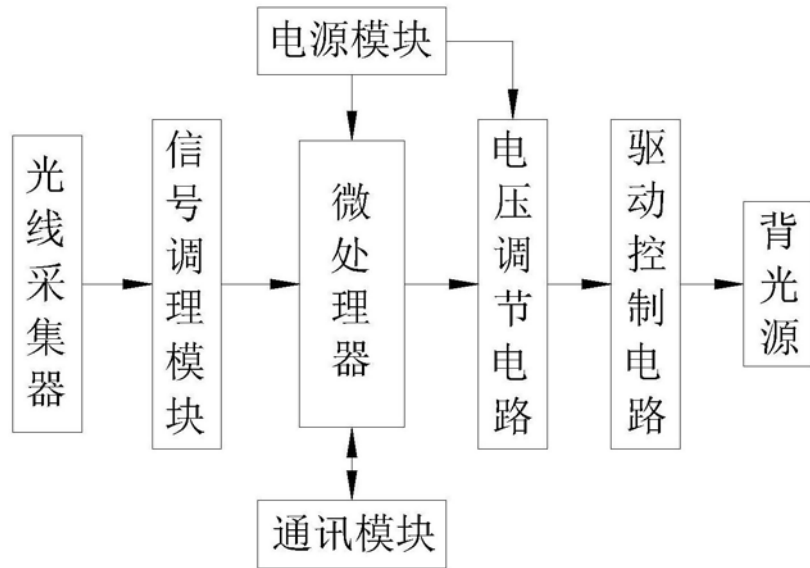 电源模块
光线采集器
信号调理模块
微处理器
电压调节电路
驱动控制电路
背光源
通讯模块